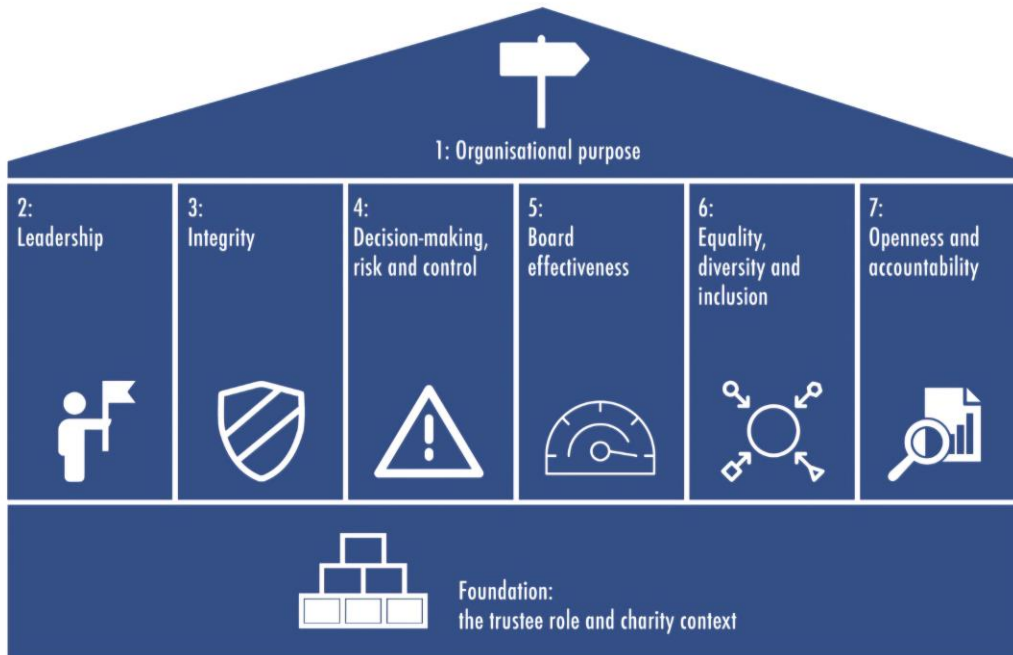 1: Organisational purpose
2:
Leadership
3:
Integrity
4:
Decision-making,
risk and control
5:
Board
effectiveness
6:
Equality,
diversity and
inclusion
7:
Openness and
accountability
Foundation:
the trustee role and charity context